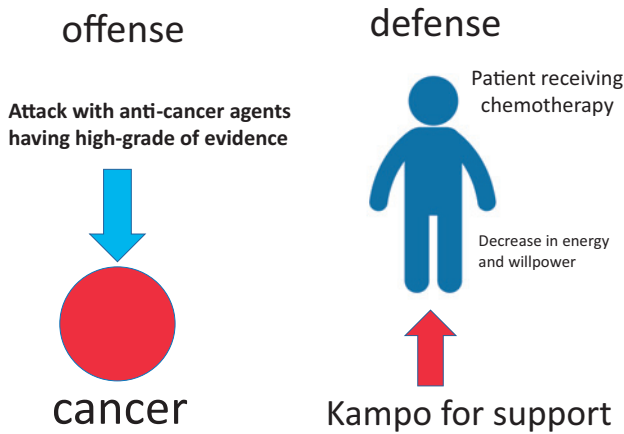 offense
Attack with anti-cancer agents
having high-grade of evidence
cancer
defense
Patient receiving
chemotherapy
Decrease in energy
and willpower
Kampo for support